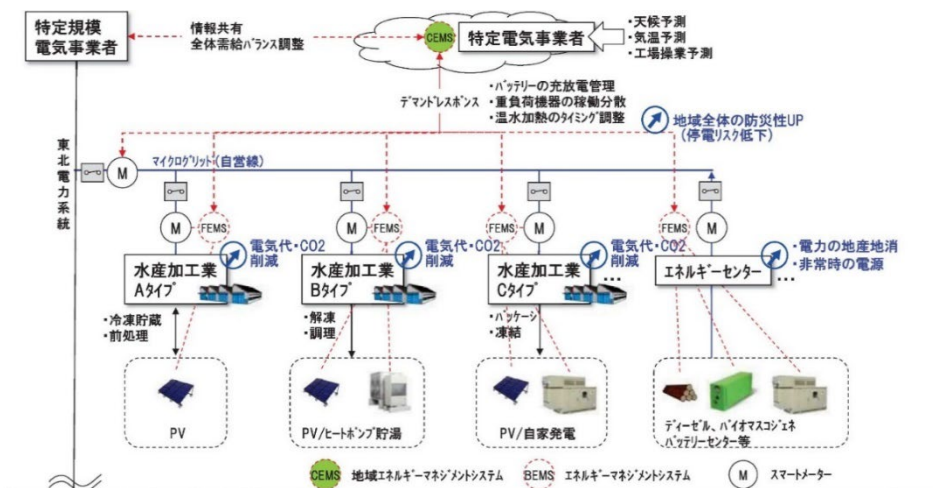 特定規模
電気事業者
情報共有
全体需給バランス調整
CEMS
特定電気事業者
・天候予測
・気温予測
・工場操業予測
デマンドレスポンス
・バッテリーの充放電管理
・重負荷機器の稼働分散
・温水加熱のタイミング調整
地域全体の防災性UP
(停電リスク低下)
東北電力系統
M
マイクログリッド(自営線)
M
FEMS
M
FEMS
M
FEMS
FEMS
M
電気代・CO2
削減
電気代・CO2
削減
電気代・CO2
削減
・電力の地産地消
・非常時の電源
水産加工業
Aタイプ
水産加工業
Bタイプ
水産加工業
Cタイプ
…
エネルギーセンター
…
・冷凍貯蔵
・前処理
・解凍
・調理
・パッケージ
・凍結
PV
PV/ヒートポンプ貯湯
PV/自家発電
ディーゼル、バイオマスコジェネ
バッテリーセンター等
CEMS 地域エネルギーマネジメントシステム
BEMS エネルギーマネジメントシステム
M スマートメーター